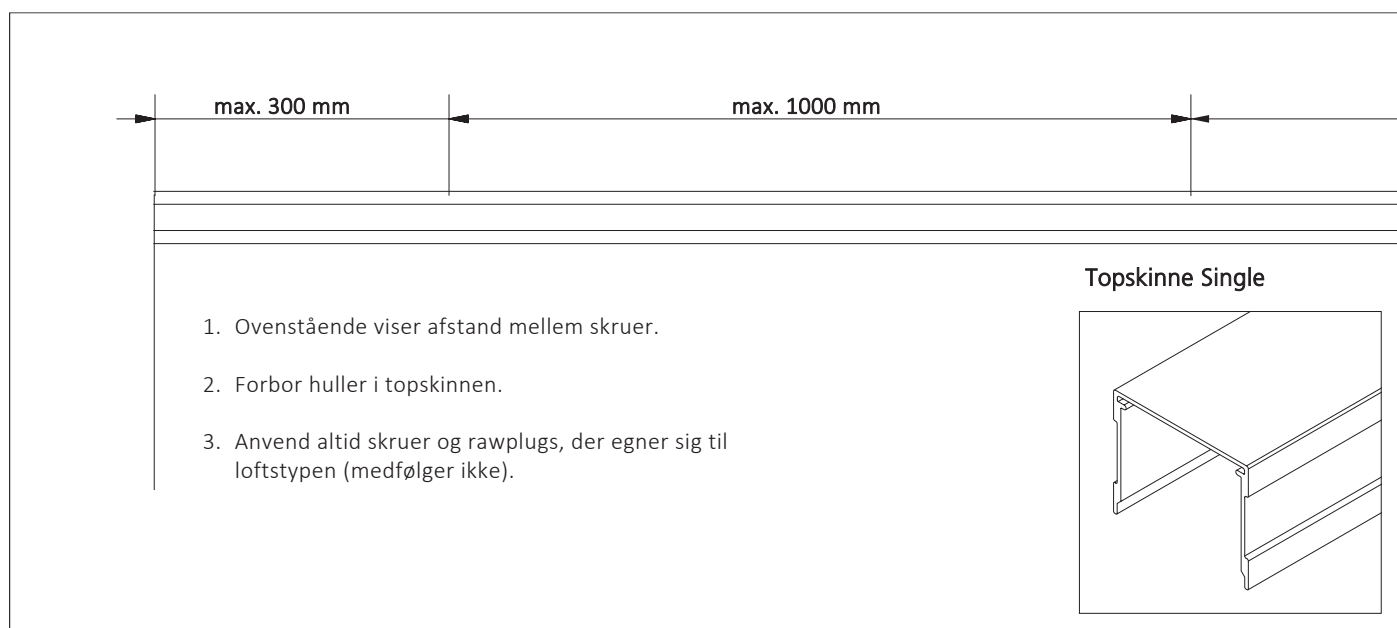 max. 300 mm
max. 1000 mm
Topskinne Single
1. Ovenstående viser afstand mellem skruer.
2. Forbor huller i topskinnen.
3. Anvend altid skruer og rawplugs, der egner sig til
loftstypen (medfølger ikke).